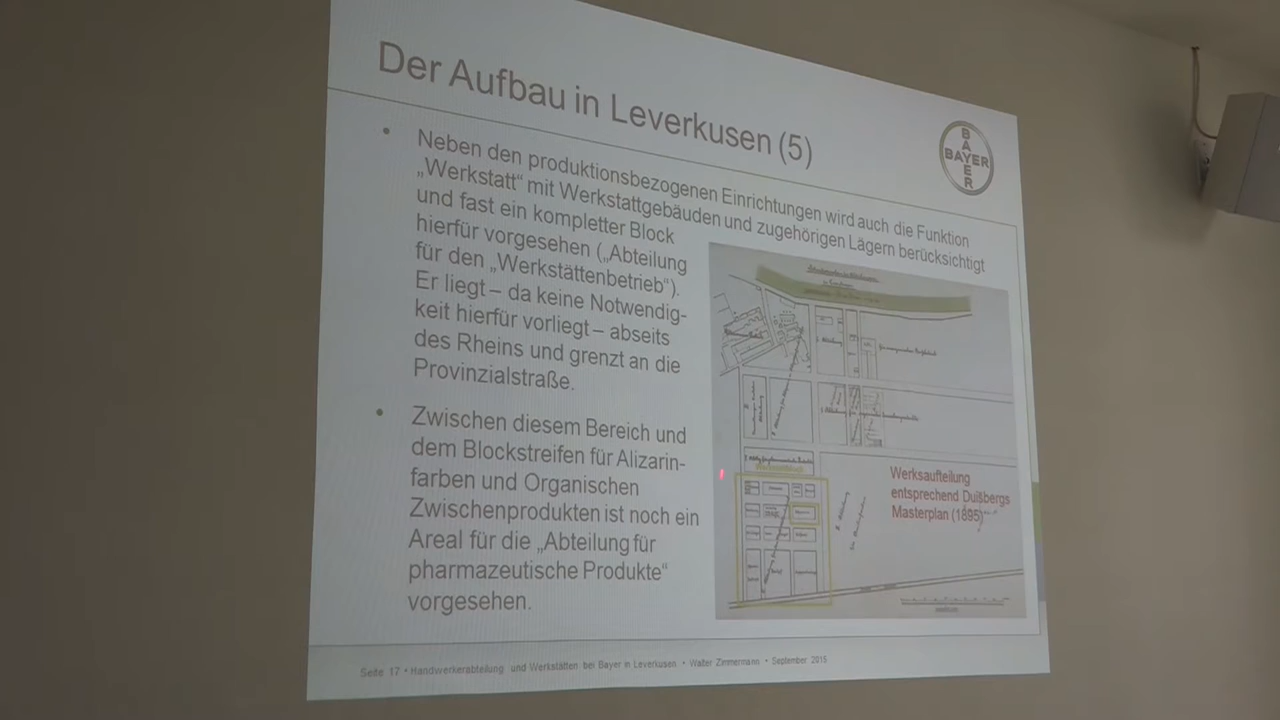 Der Aufbau in Leverkusen (5)
BAYER
BAYER
• Neben den produktionsbezogenen Einrichtungen wird auch die Funktion
„Werkstatt“ mit Werkstattgebäuden und zugehörigen Lägern berücksichtigt
und fast ein kompletter Block
hierfür vorgesehen („Abteilung
für den „Werkstättenbetrieb“).
Er liegt – da keine Notwendig-
keit hierfür vorliegt – abseits
des Rheins und grenzt an die
Provinzialstraße.
• Zwischen diesem Bereich und
dem Blockstreifen für Alizarin-
farben und Organischen
Zwischenprodukten ist noch ein
Areal für die „Abteilung für
pharmazeutische Produkte“
vorgesehen.
Werksaufteilung
entsprechend Duisbergs
Masterplan (1895)
Seite 17 • Handwerkerabteilung und Werkstätten bei Bayer in Leverkusen • Walter Zimmermann • September 2015